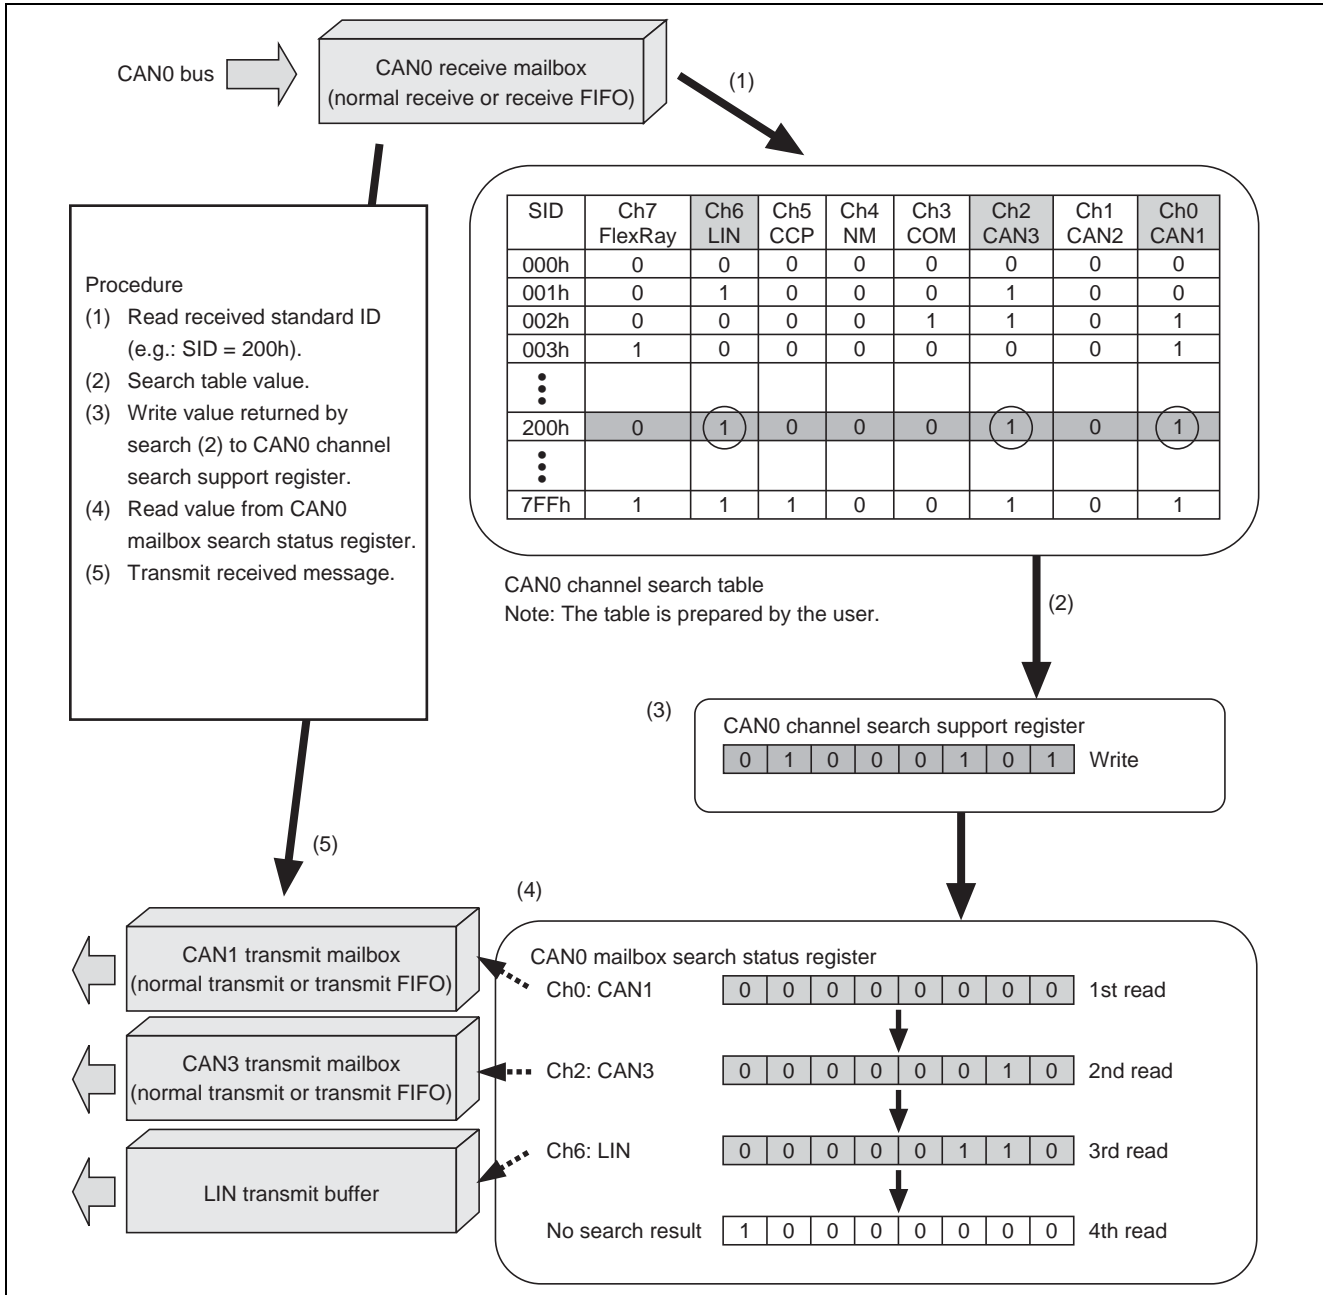 CAN0 bus
CAN0 receive mailbox
(normal receive or receive FIFO)
(1)
Procedure
(1) Read received standard ID
(e.g.: SID = 200h).
(2) Search table value.
(3) Write value returned by
search (2) to CAN0 channel
search support register.
(4) Read value from CAN0
mailbox search status register.
(5) Transmit received message.
SID Ch7 Ch6 Ch5 Ch4 Ch3 Ch2 Ch1 Ch0
FlexRay LIN CCP NM COM CAN3 CAN2 CAN1
000h 0 0 0 0 0 0 0 0
001h 0 1 0 0 0 1 0 0
002h 0 0 0 0 1 1 0 1
003h 1 0 0 0 0 0 0 1
200h 0 1 0 0 0 1 0 1
7FFh 1 1 1 0 0 1 0 1
CAN0 channel search table
Note: The table is prepared by the user.
(2)
(3)
CAN0 channel search support register
0 1 0 0 0 1 0 1 Write
(5)
(4)
CAN1 transmit mailbox
(normal transmit or transmit FIFO)
CAN3 transmit mailbox
(normal transmit or transmit FIFO)
LIN transmit buffer
CAN0 mailbox search status register
Ch0: CAN1 0 0 0 0 0 0 0 0 1st read
Ch2: CAN3 0 0 0 0 0 0 1 0 2nd read
Ch6: LIN 0 0 0 0 0 1 1 0 3rd read
No search result 1 0 0 0 0 0 0 0 4th read